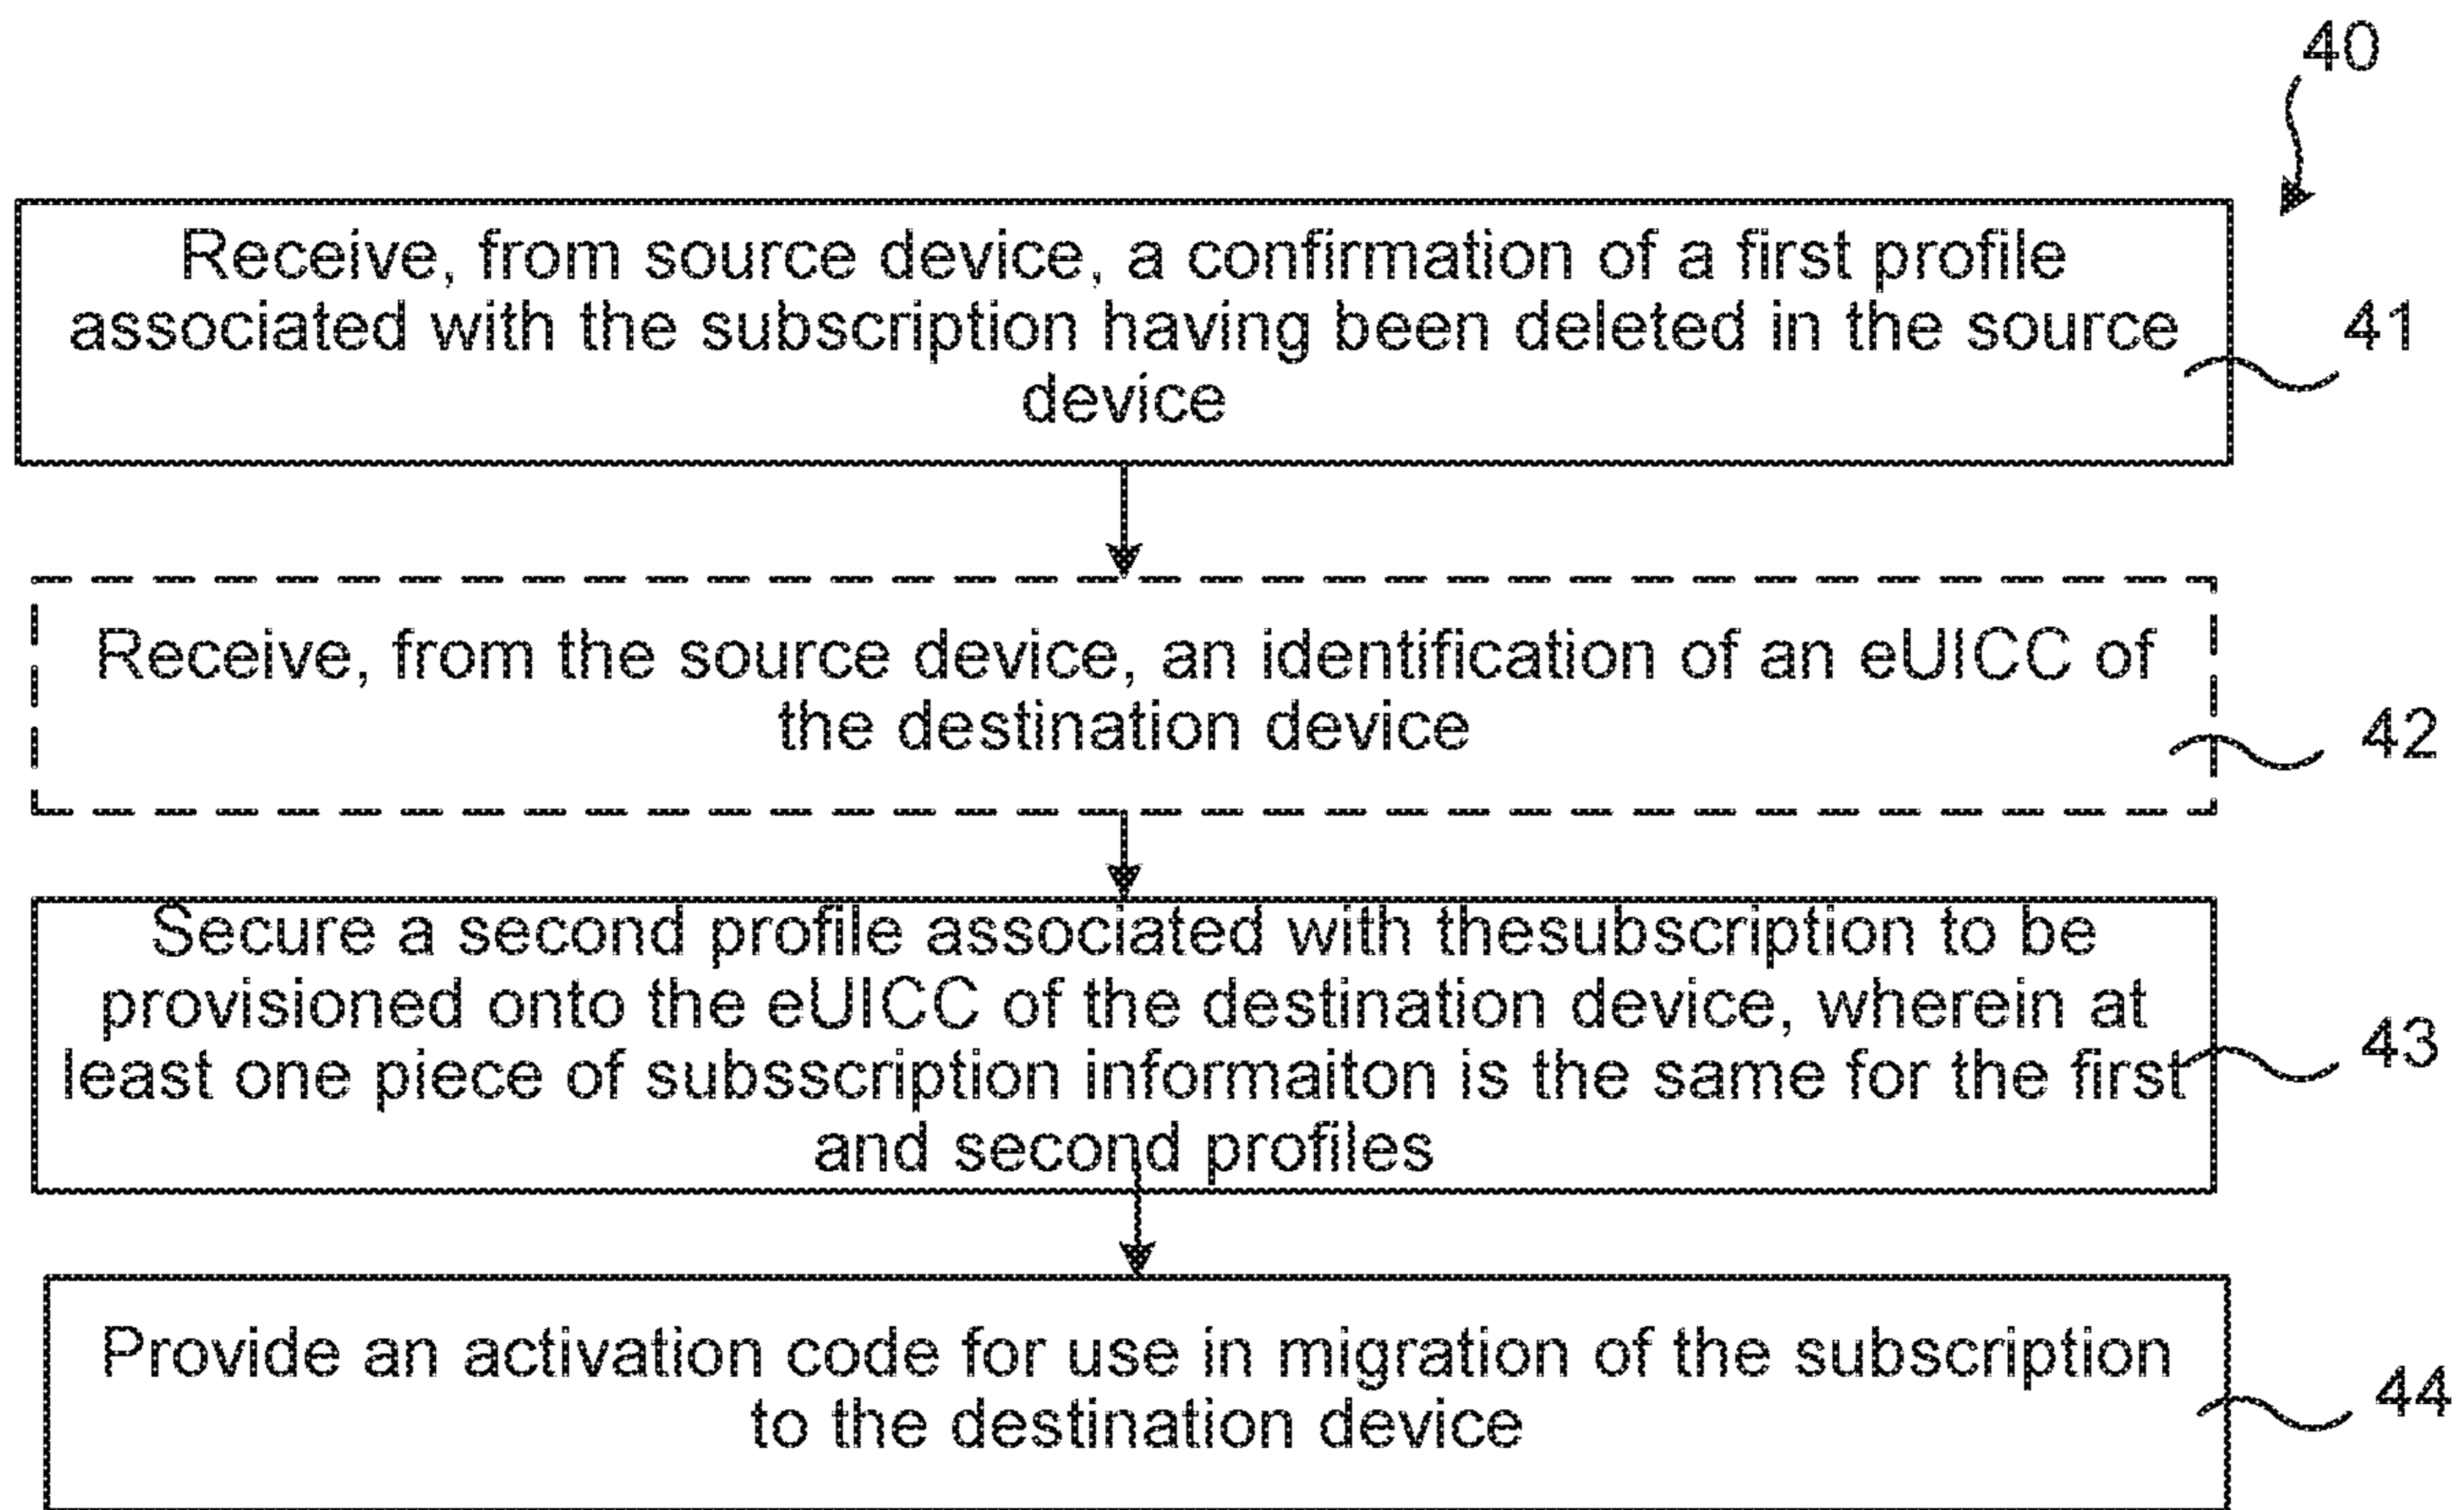 40
Receive, from source device, a confirmation of a first profile
associated with the subscription having been deleted in the source
device
41
Receive, from the source device, an identification of an eUICC of
the destination device
42
Secure a second profile associated with thesubscription to be
provisioned onto the eUICC of the destination device, wherein at
least one piece of subsscription informaiton is the same for the first
and second profiles
43
Provide an activation code for use in migration of the subscription
to the destination device
44